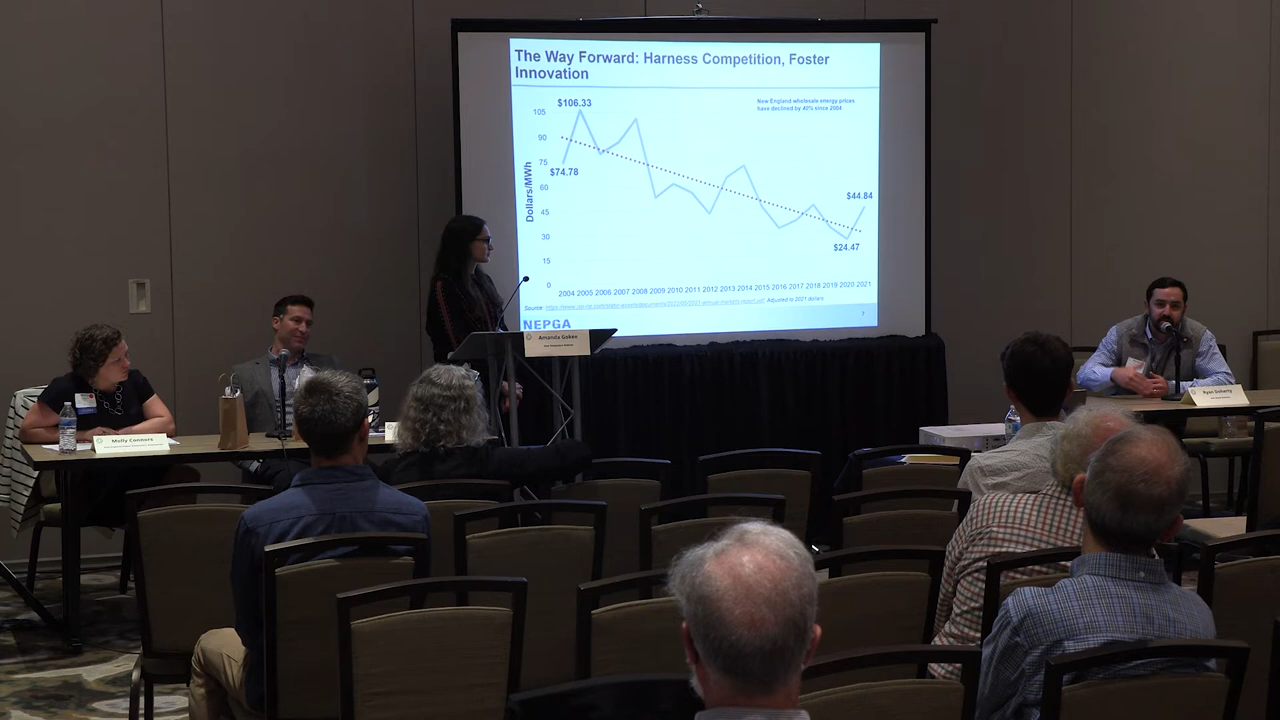 The Way Forward: Harness Competition, Foster
Innovation
New England wholesale energy prices
have declined by 40% since 2004
$106.33
$74.78
$44.84
$24.47
Dollars/MWh
105
90
75
60
45
30
15
0
2004 2005 2006 2007 2008 2009 2010 2011 2012 2013 2014 2015 2016 2017 2018 2019 2020 2021
Source: Adjusted to 2021 dollars
3
NEPGA
Amanda Gokee
Molly Connors
Ryan Doherty